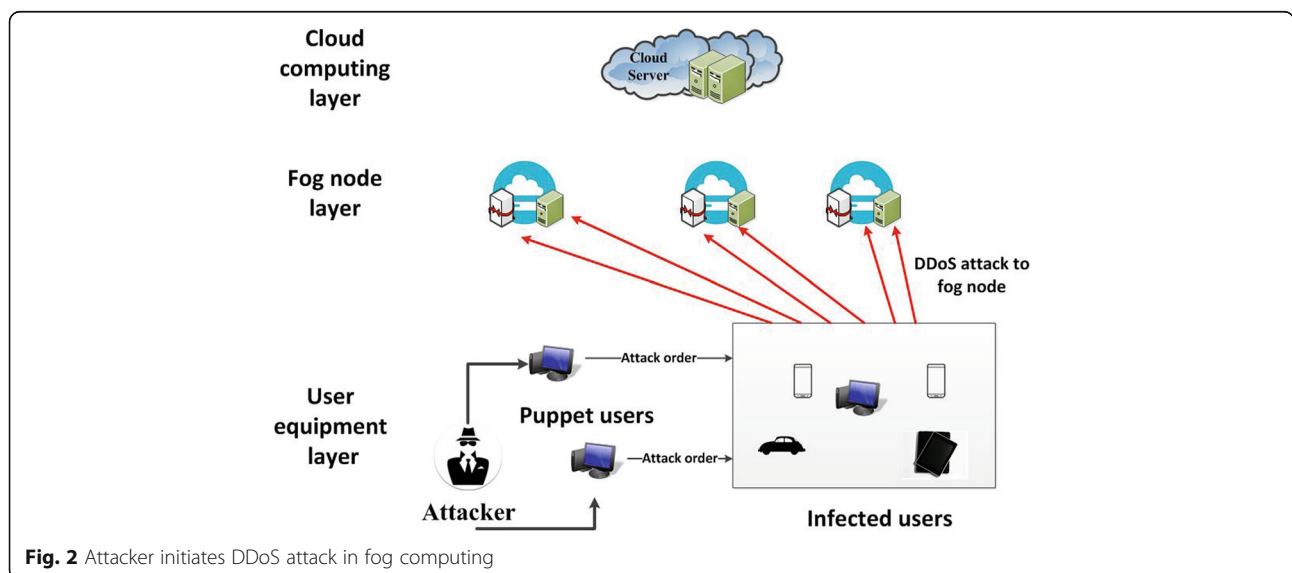 Cloud
computing
layer
Cloud
Server
Fog node
layer
DDoS attack to
fog node
Attack order
User
equipment
layer
Puppet users
Attack order
Attacker
Infected users
Fig. 2 Attacker initiates DDoS attack in fog computing